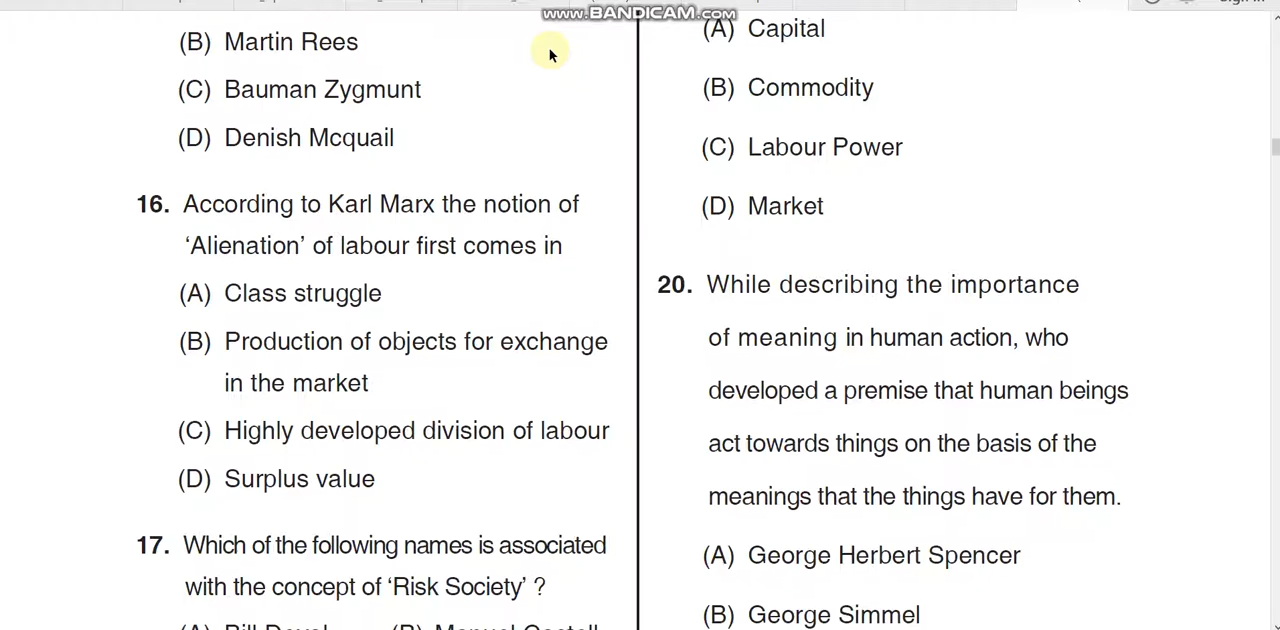 www.BANDICAM.com
(B) Martin Rees
(C) Bauman Zygmunt
(D) Denish Mcquail
16. According to Karl Marx the notion of
‘Alienation’ of labour first comes in
(A) Class struggle
(B) Production of objects for exchange
in the market
(C) Highly developed division of labour
(D) Surplus value
17. Which of the following names is associated
with the concept of ‘Risk Society’ ?
(A) Capital
(B) Commodity
(C) Labour Power
(D) Market
20. While describing the importance
of meaning in human action, who
developed a premise that human beings
act towards things on the basis of the
meanings that the things have for them.
(A) George Herbert Spencer
(B) George Simmel